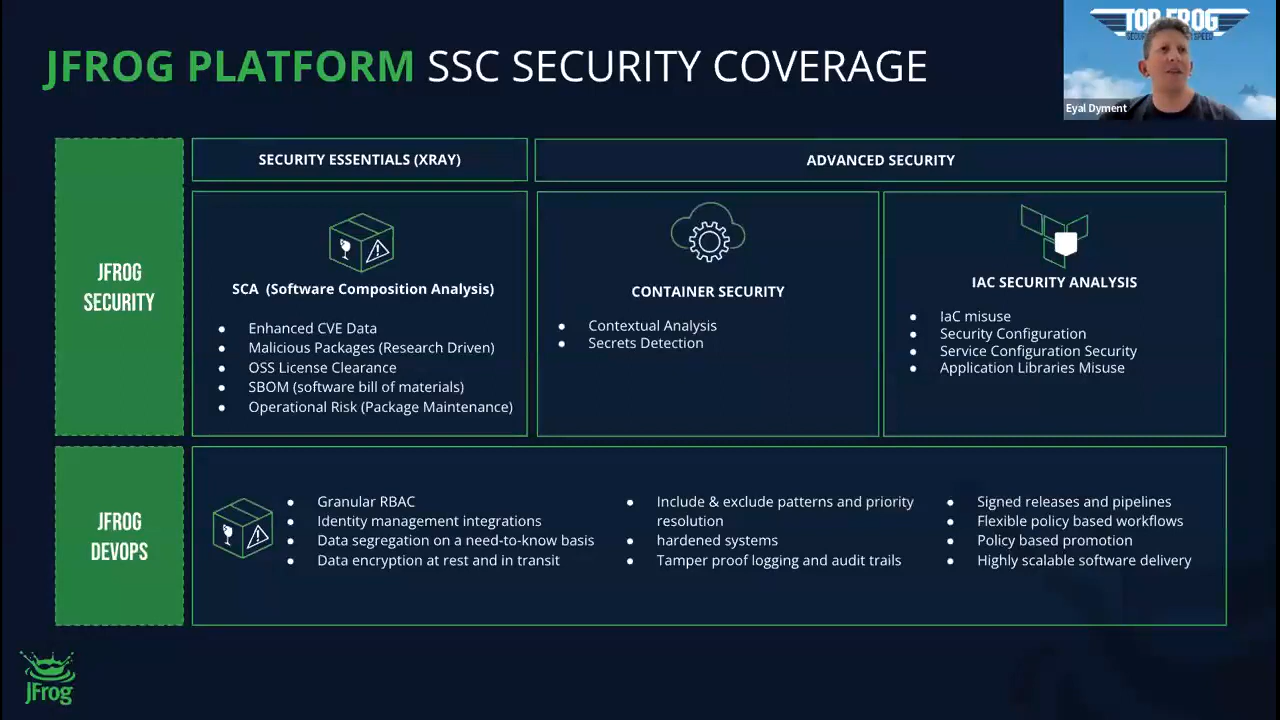 JFROG PLATFORM SSC SECURITY COVERAGE
TOP FROG
Eyal Dyment
JFROG
SECURITY
SECURITY ESSENTIALS (XRAY)
ADVANCED SECURITY
SCA (Software Composition Analysis)
● Enhanced CVE Data
● Malicious Packages (Research Driven)
● OSS License Clearance
● SBOM (software bill of materials)
● Operational Risk (Package Maintenance)
CONTAINER SECURITY
● Contextual Analysis
● Secrets Detection
IAC SECURITY ANALYSIS
● IaC misuse
● Security Configuration
● Service Configuration Security
● Application Libraries Misuse
JFROG
DEVOPS
● Granular RBAC
● Identity management integrations
● Data segregation on a need-to-know basis
● Data encryption at rest and in transit
● Include & exclude patterns and priority
resolution
● hardened systems
● Tamper proof logging and audit trails
● Signed releases and pipelines
● Flexible policy based workflows
● Policy based promotion
● Highly scalable software delivery
JFrog